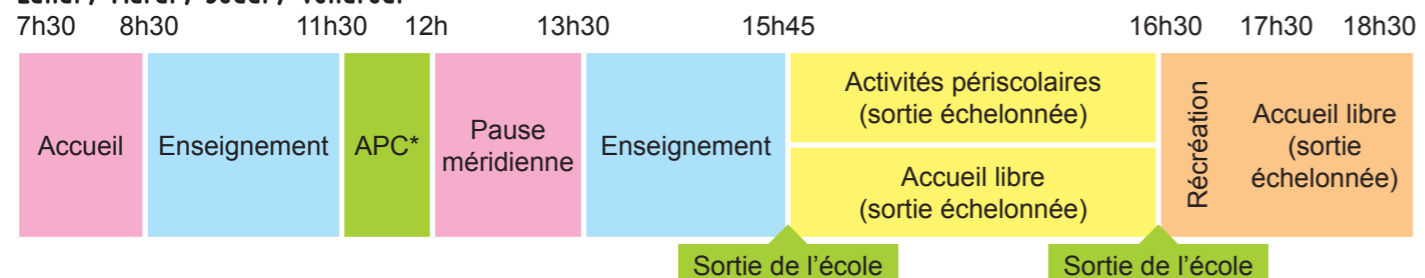 7h30 8h30 11h30 12h 13h30 15h45 16h30 17h30 18h30
Accueil
Enseignement
APC*
Pause
méridienne
Enseignement
Activités périscolaires
(sortie échelonnée)
Accueil libre
(sortie échelonnée)
Récréation
Accueil libre
(sortie
échelonnée)
Sortie de l’école
Sortie de l’école